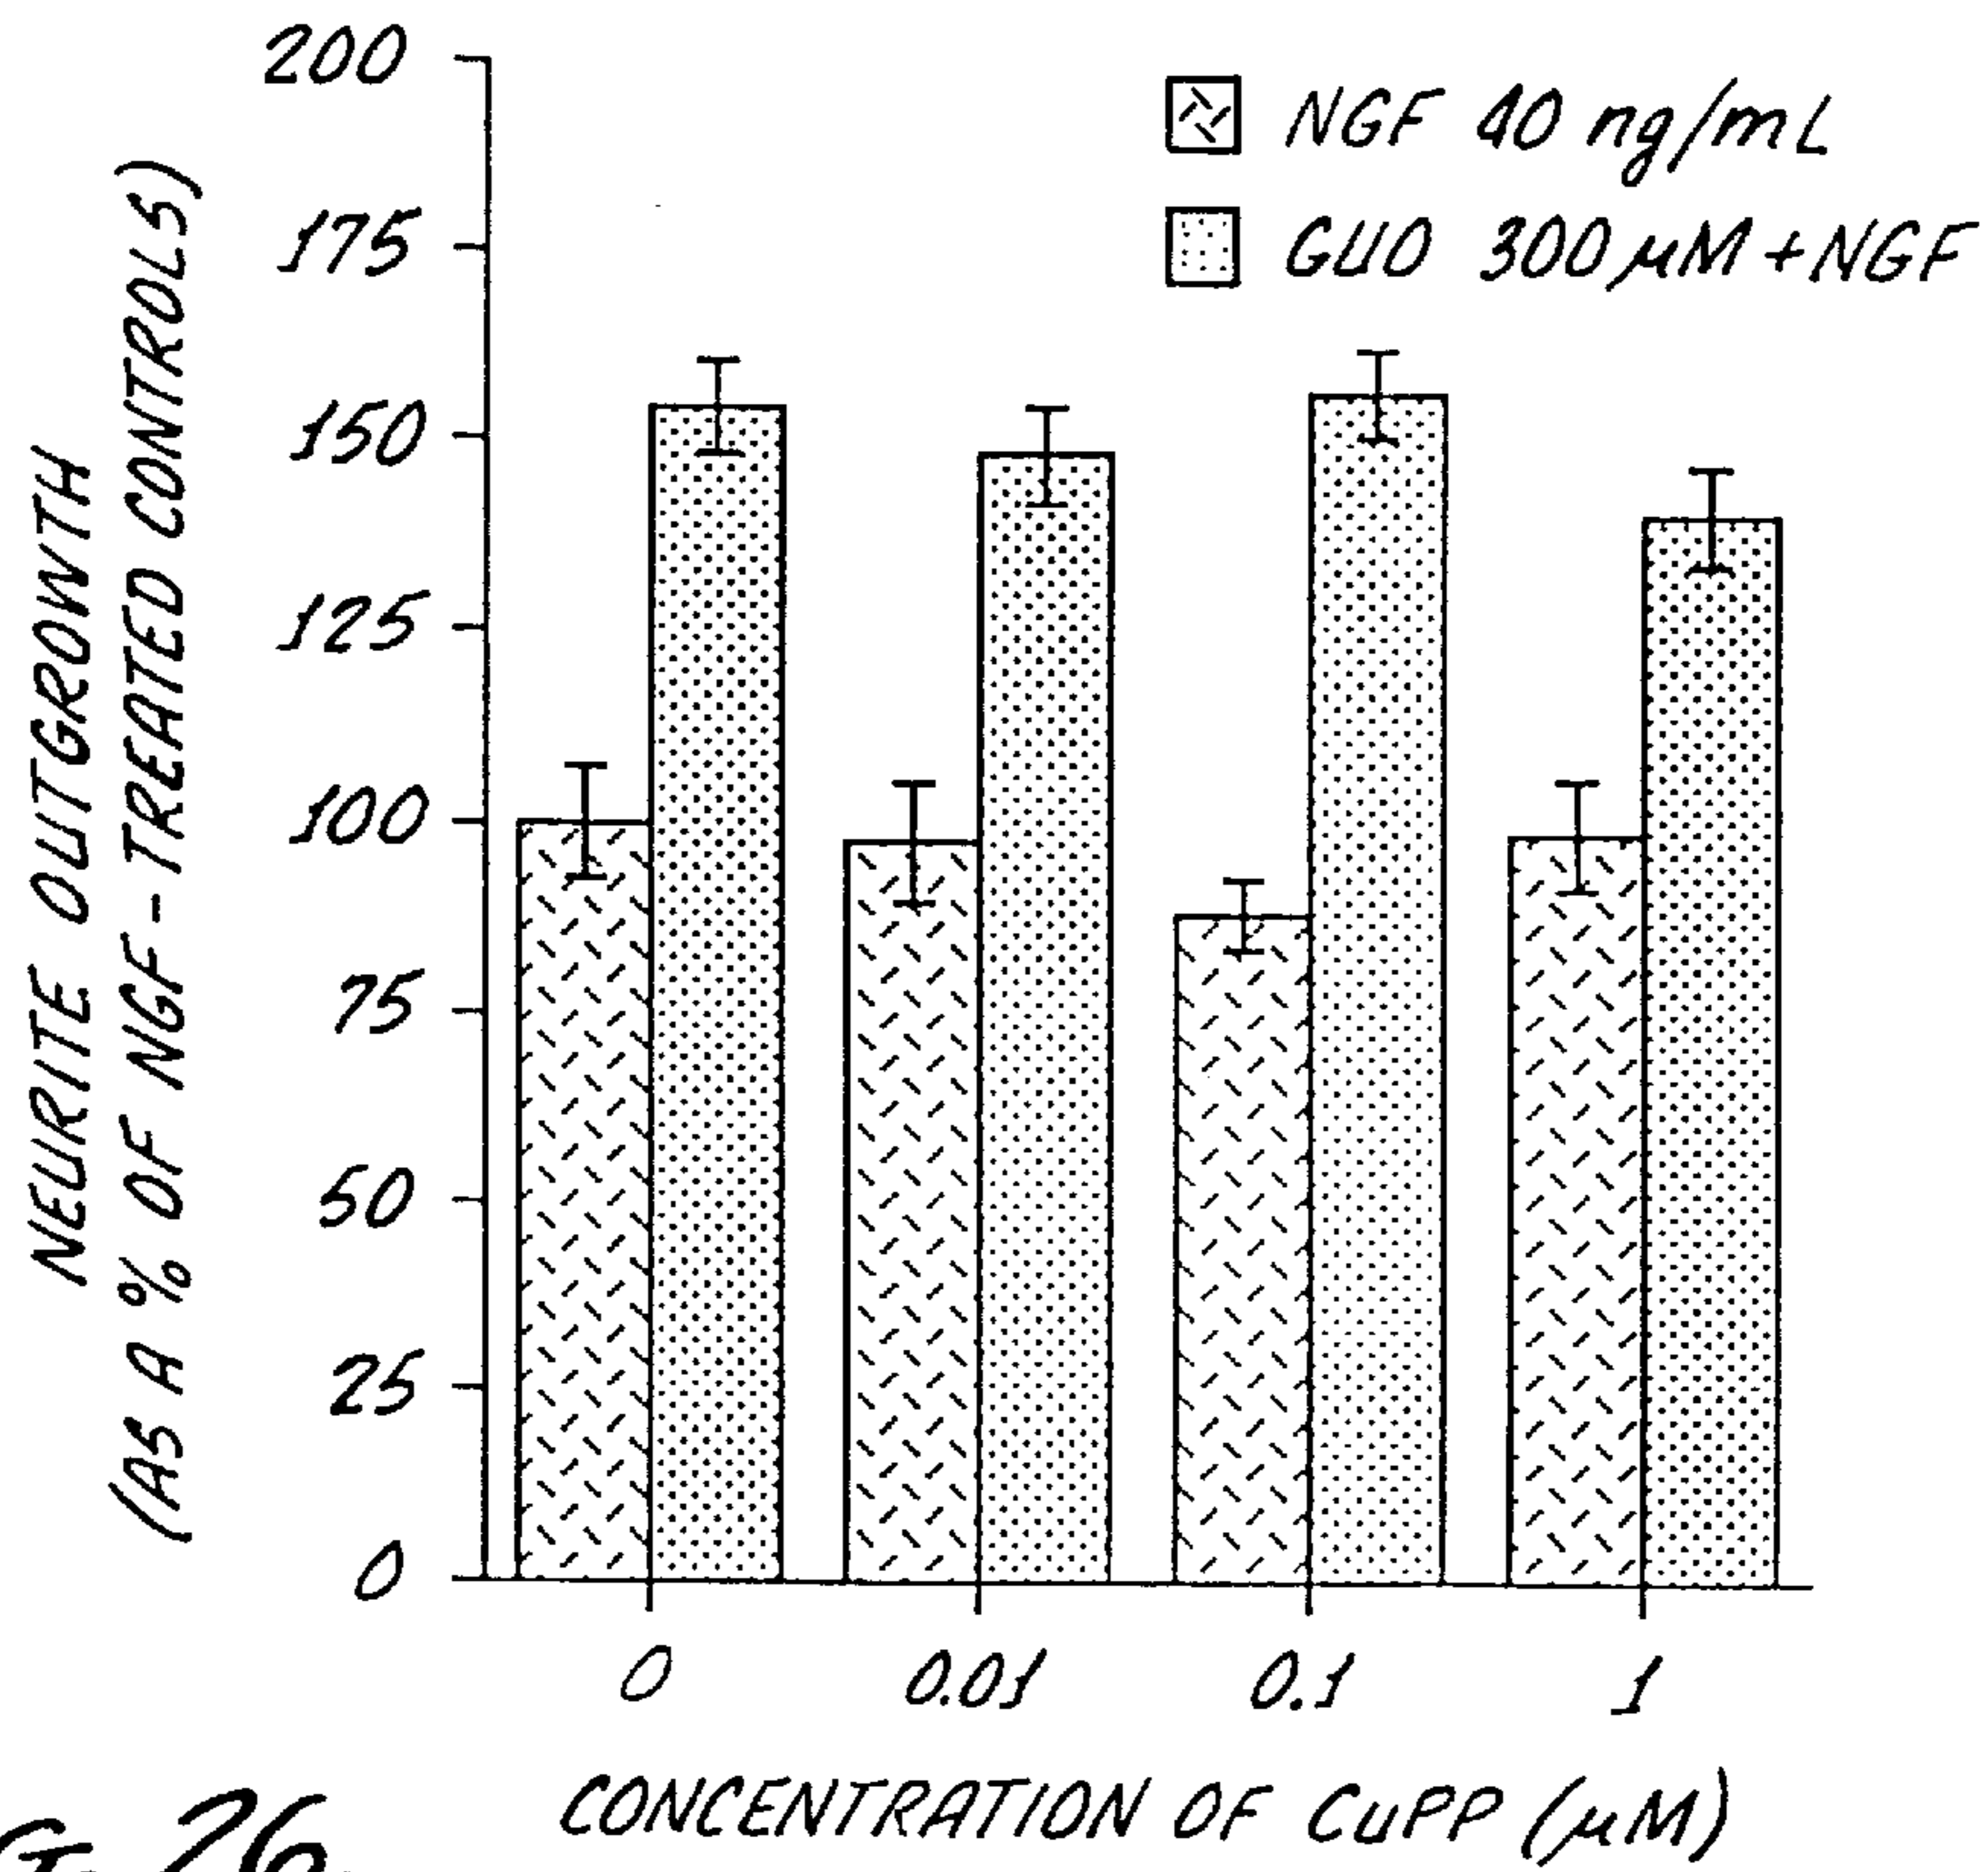 200
175
150
125
100
75
50
25
0
NEURITE OUTGROWTH
(AS A % OF NGF-TREATED CONTROLS)
NGF 40 ng/mL
GUO 300 µM +NGF
0 0.01 0.1 1
CONCENTRATION OF CuPP (µM)
26